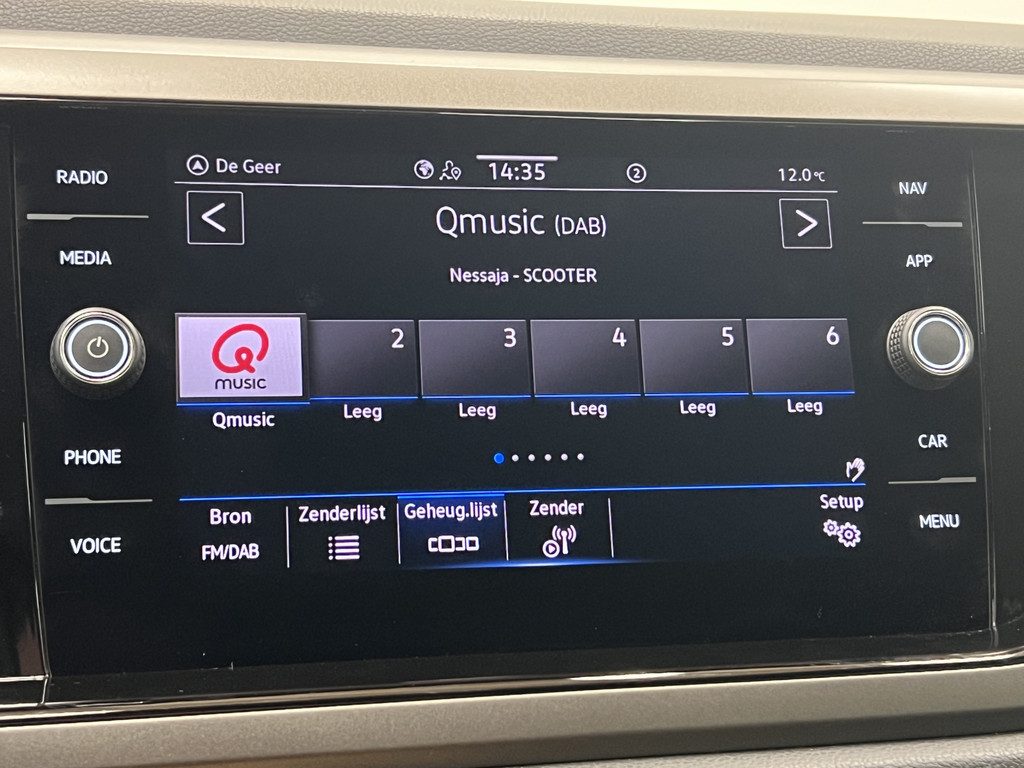 RADIO
MEDIA
PHONE
VOICE
De Geer
14:35
2
12.0°C
Qmusic (DAB)
Nessaja - SCOOTER
MUSIC
2
3
4
5
6
Qmusic
Leeg
Leeg
Leeg
Leeg
Leeg
Bron
FM/DAB
Zenderlijst
Geheug.lijst
Zender
Setup
NAV
APP
CAR
MENU